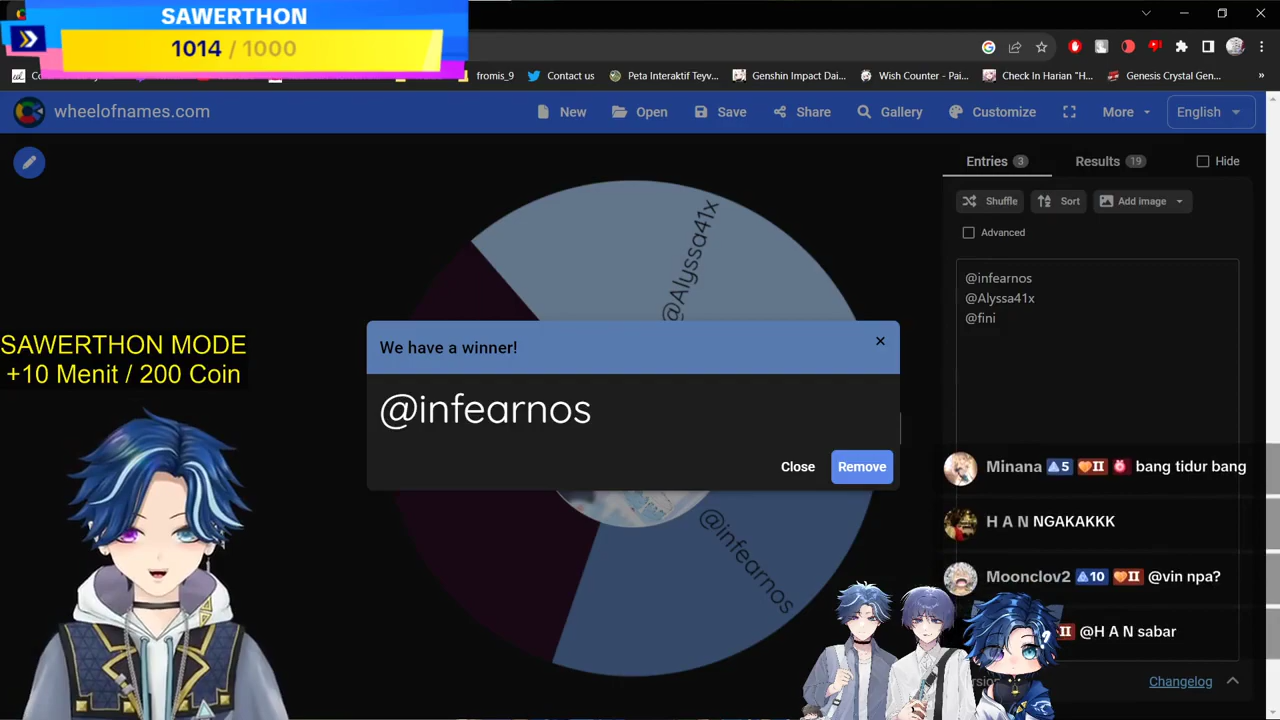 SAWERTHON
1014 / 1000
fromis_9
Contact us
Peta Interaktif Teyv...
Genshin Impact Dai...
Wish Counter - Pai...
Check In Harian "H...
Genesis Crystal Gen...
»
wheelofnames.com
New
Open
Save
Share
Gallery
Customize
More
English
Entries 3
Results 19
Hide
Shuffle
Sort
Add image
Advanced
@infearnos
@Alyssa41x
@fini
@Alyssa41x
@infearnos
We have a winner!
×
@infearnos
Close
Remove
SAWERTHON MODE
+10 Menit / 200 Coin
Minana 5 II bang tidur bang
H A N NGAKAKKK
Moonclov2 10 II @vin npa?
II @H A N sabar
Changelog